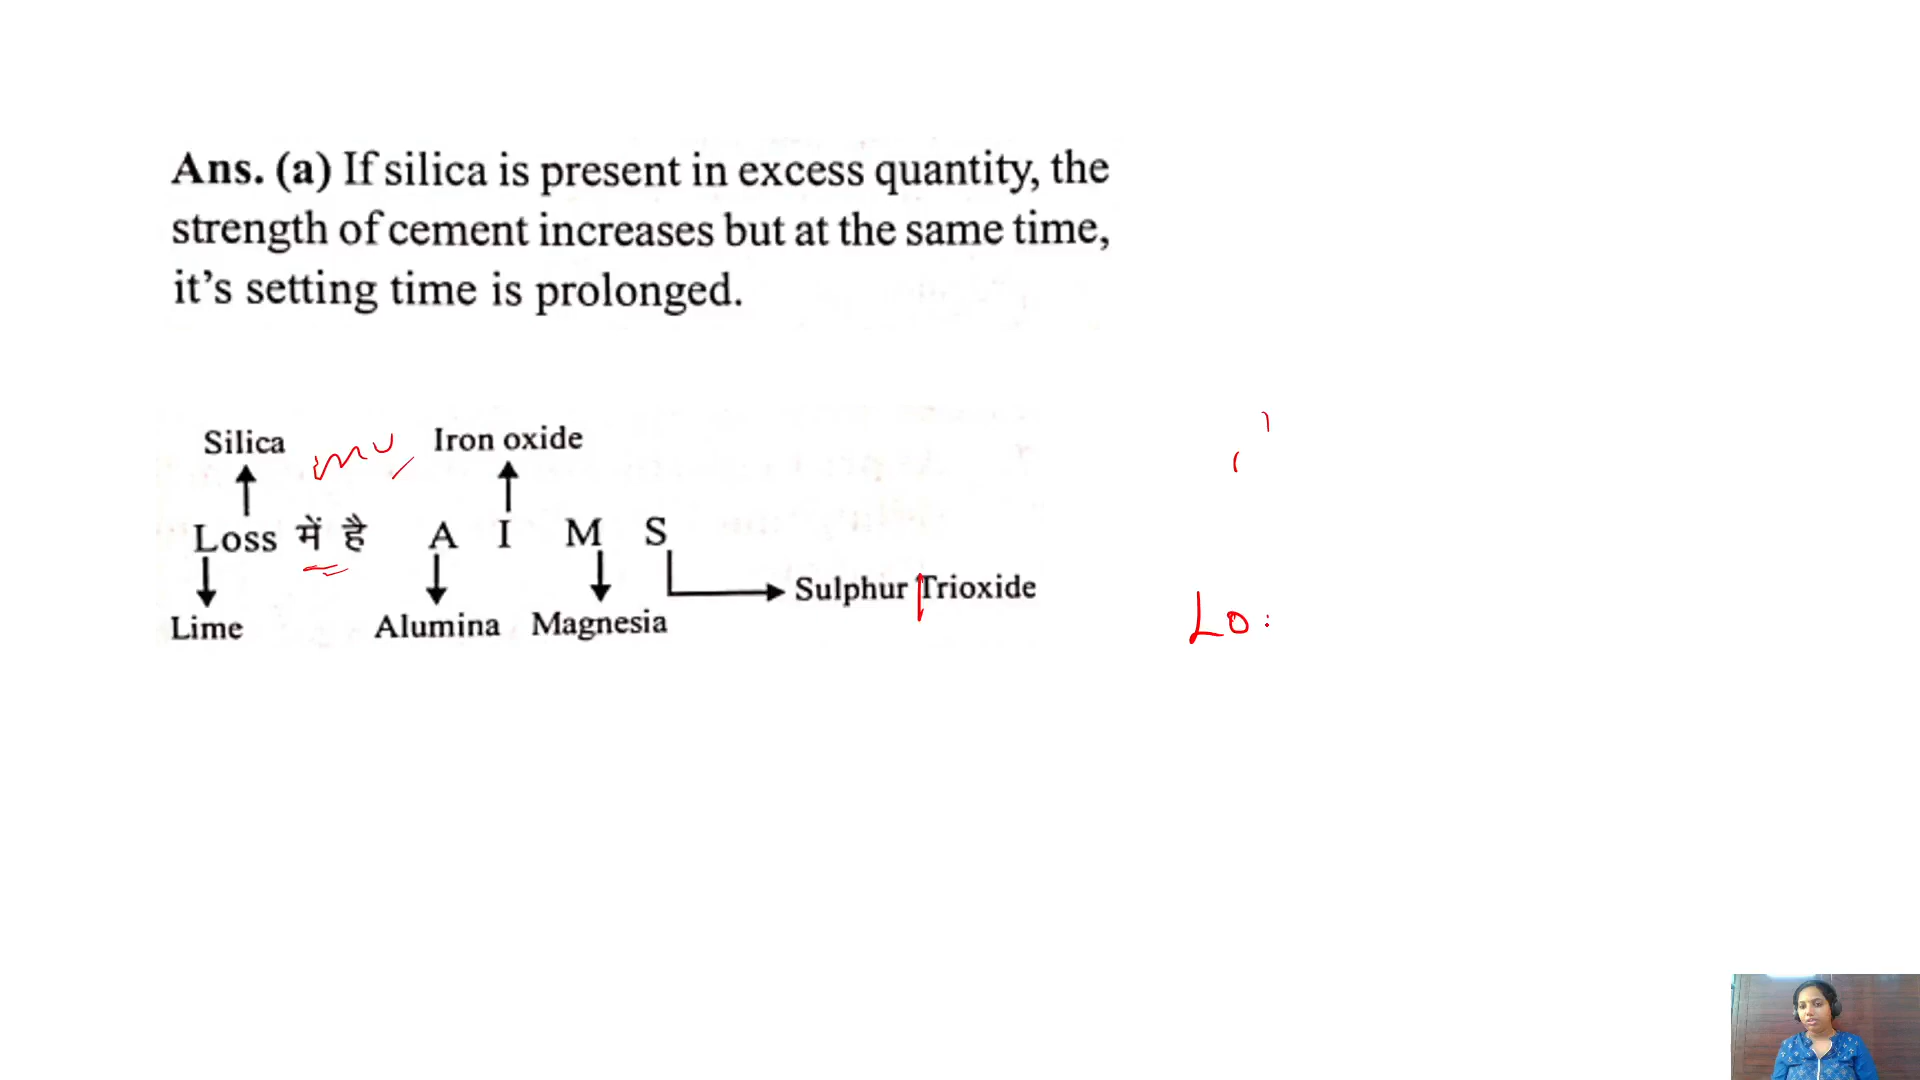 Ans. (a) If silica is present in excess quantity, the
strength of cement increases but at the same time,
it's setting time is prolonged.
Silica
Iron oxide
Loss में है A I M S
Sulphur Trioxide
Lime
Alumina
Magnesia
Lo